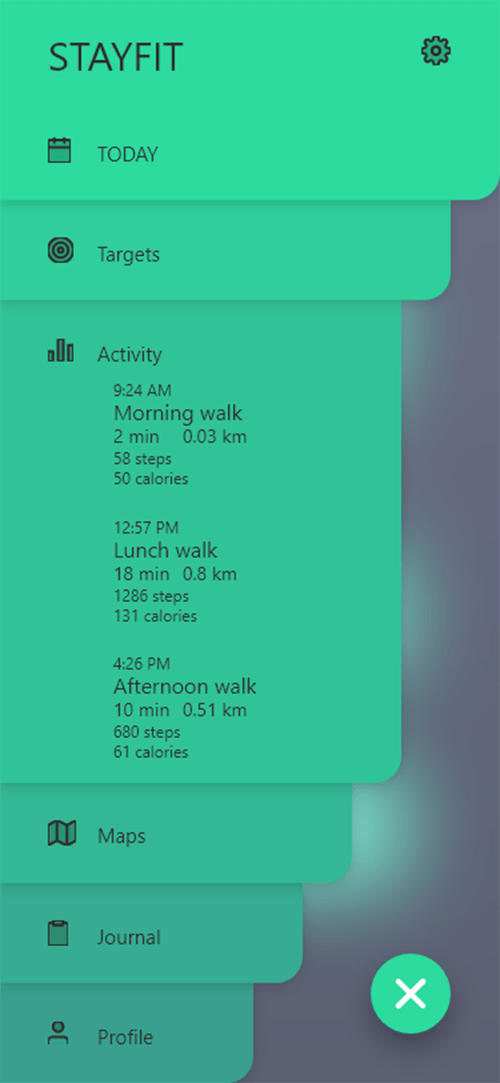 STAYFIT
TODAY
Targets
Activity
9:24 AM
Morning walk
2 min 0.03 km
58 steps
50 calories
12:57 PM
Lunch walk
18 min 0.8 km
1286 steps
131 calories
4:26 PM
Afternoon walk
10 min 0.51 km
680 steps
61 calories
Maps
Journal
Profile